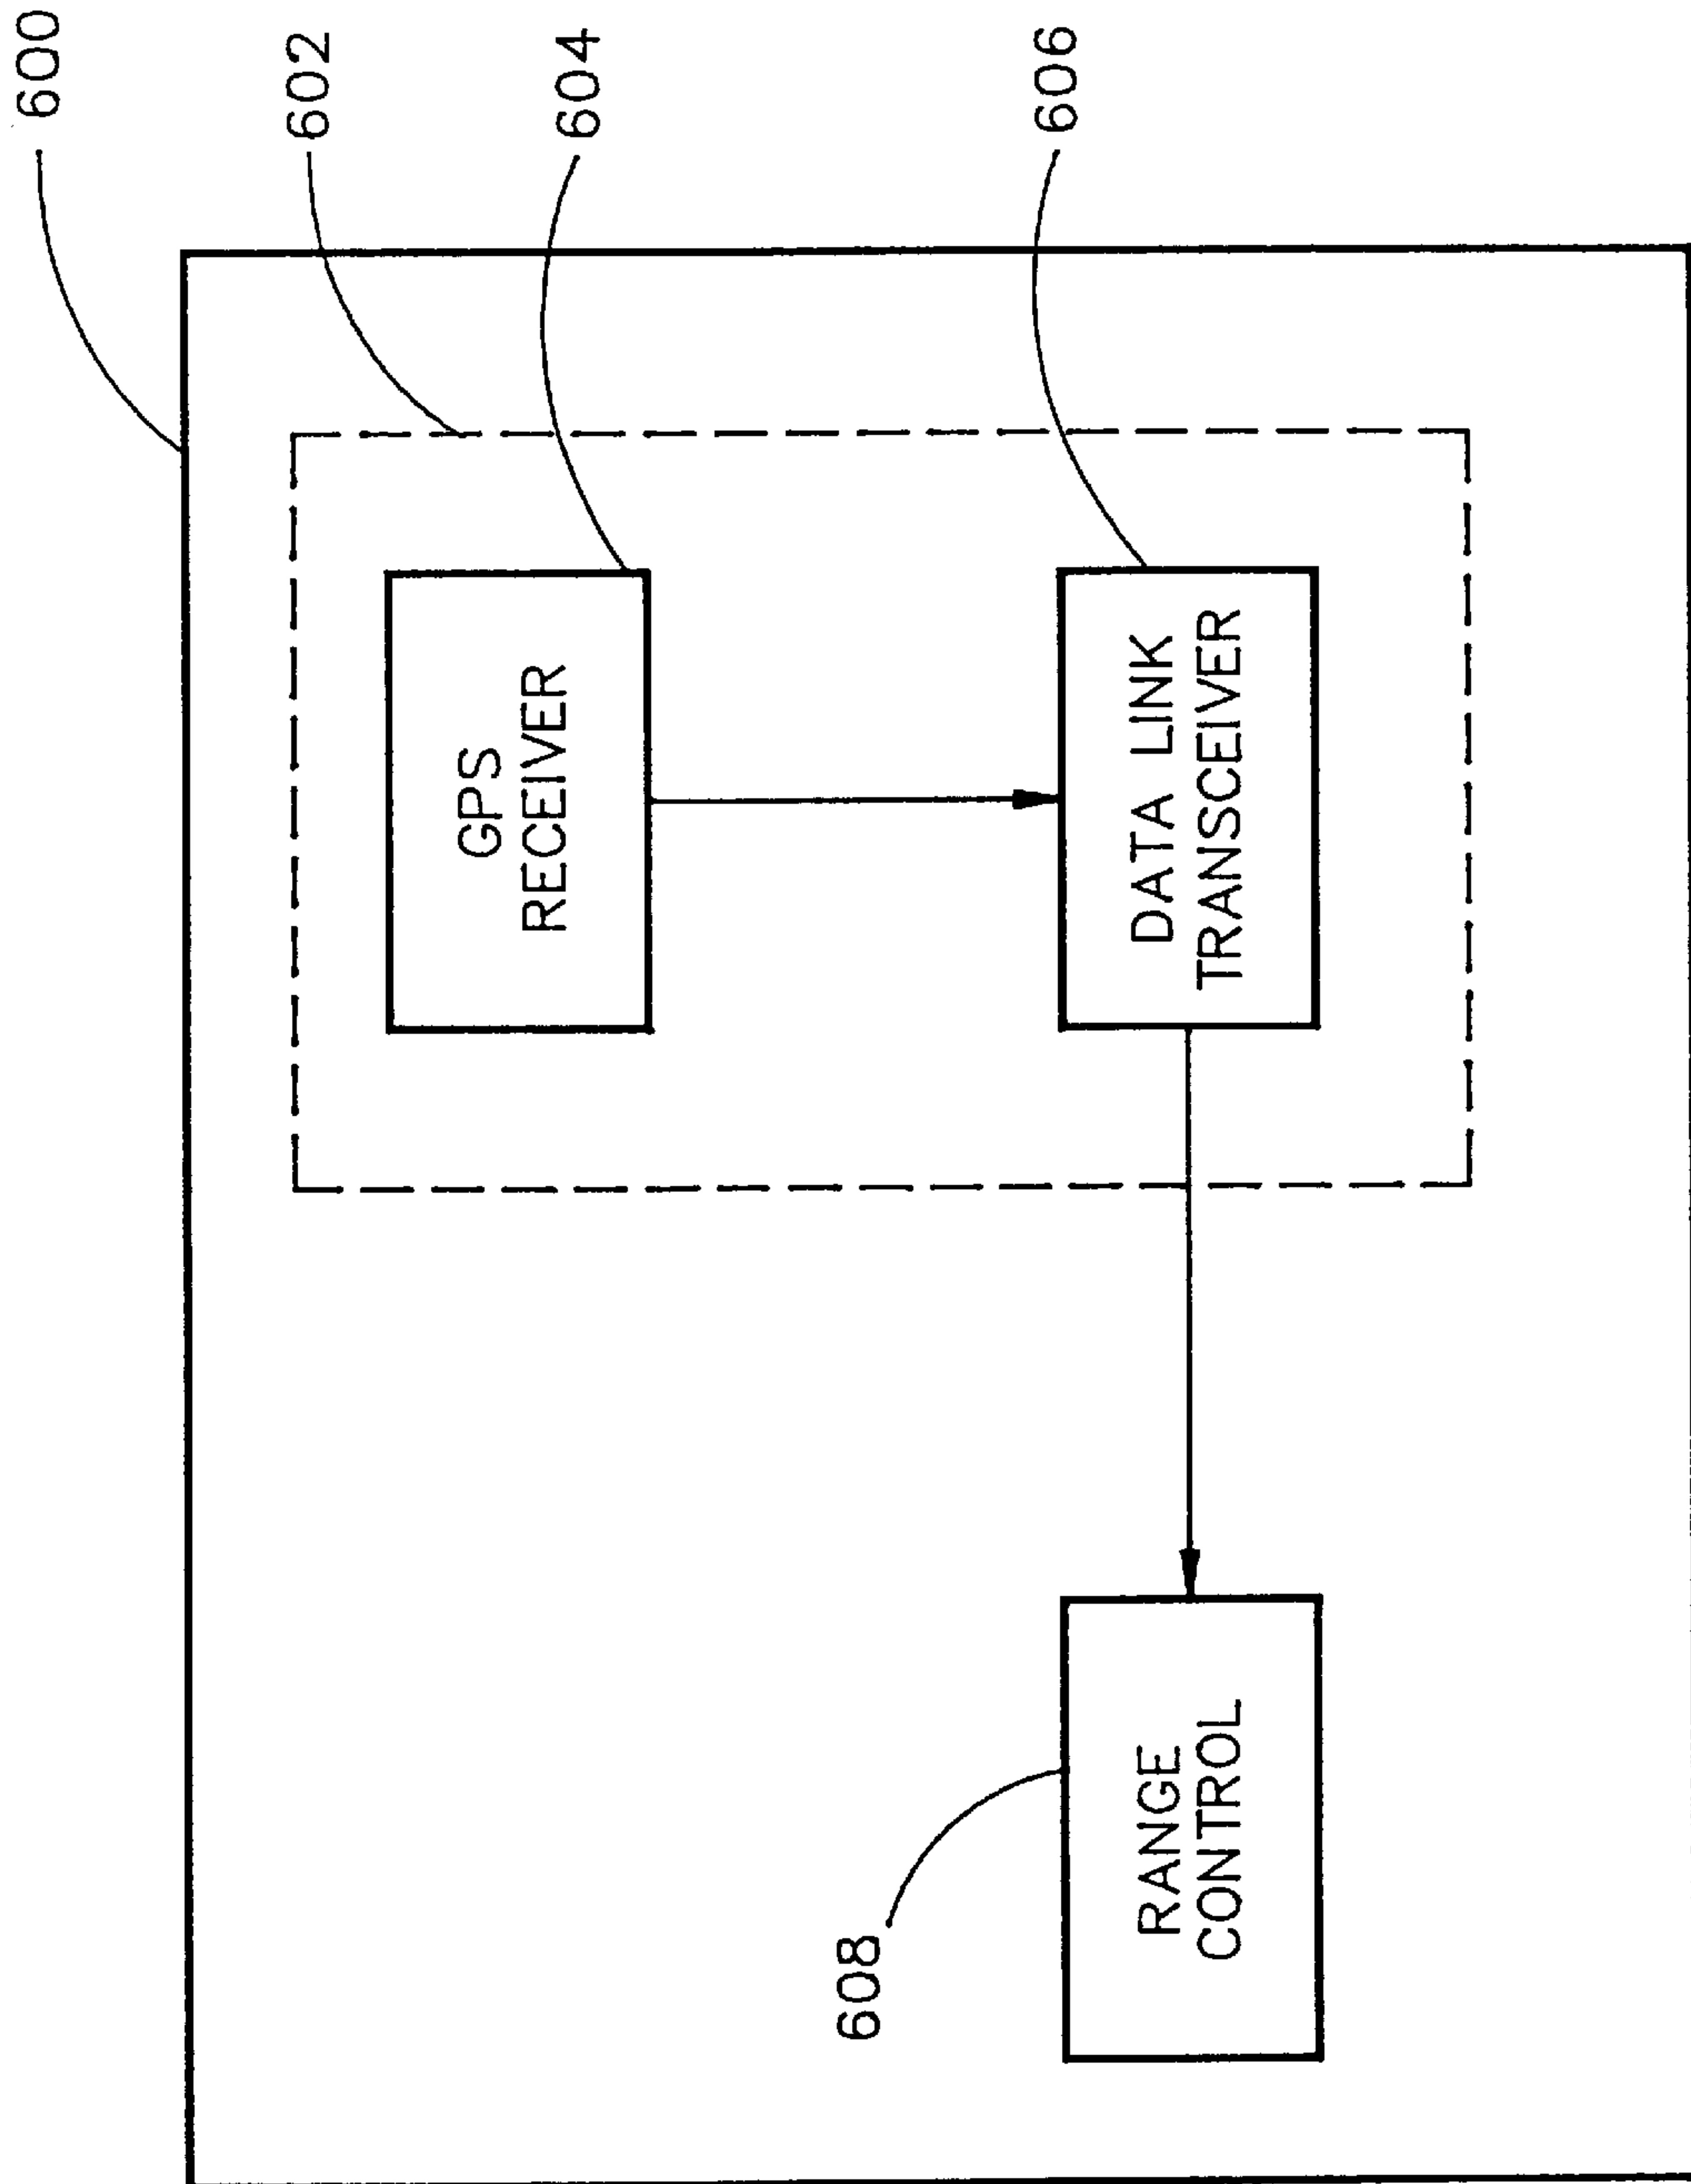 600
602
604
GPS
RECEIVER
608
606
RANGE
CONTROL
DATA LINK
TRANSCEIVER